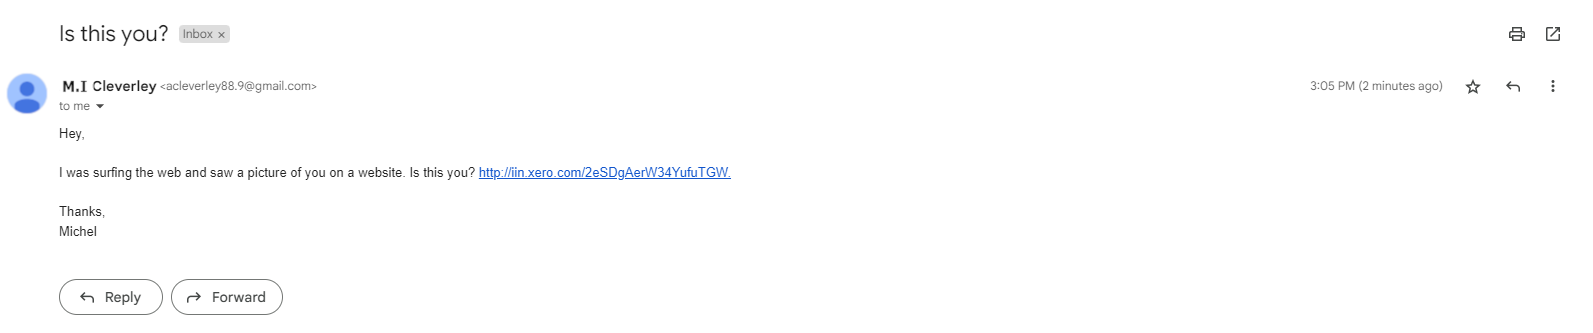 Is this you? Inbox ×
M.I Cleverley <acleverley88.9@gmail.com> 3:05 PM (2 minutes ago)
to me
Hey,
I was surfing the web and saw a picture of you on a website. Is this you? http://iin.xero.com/2eSDgAerW34YufuTGW.
Thanks,
Michel
Reply Forward